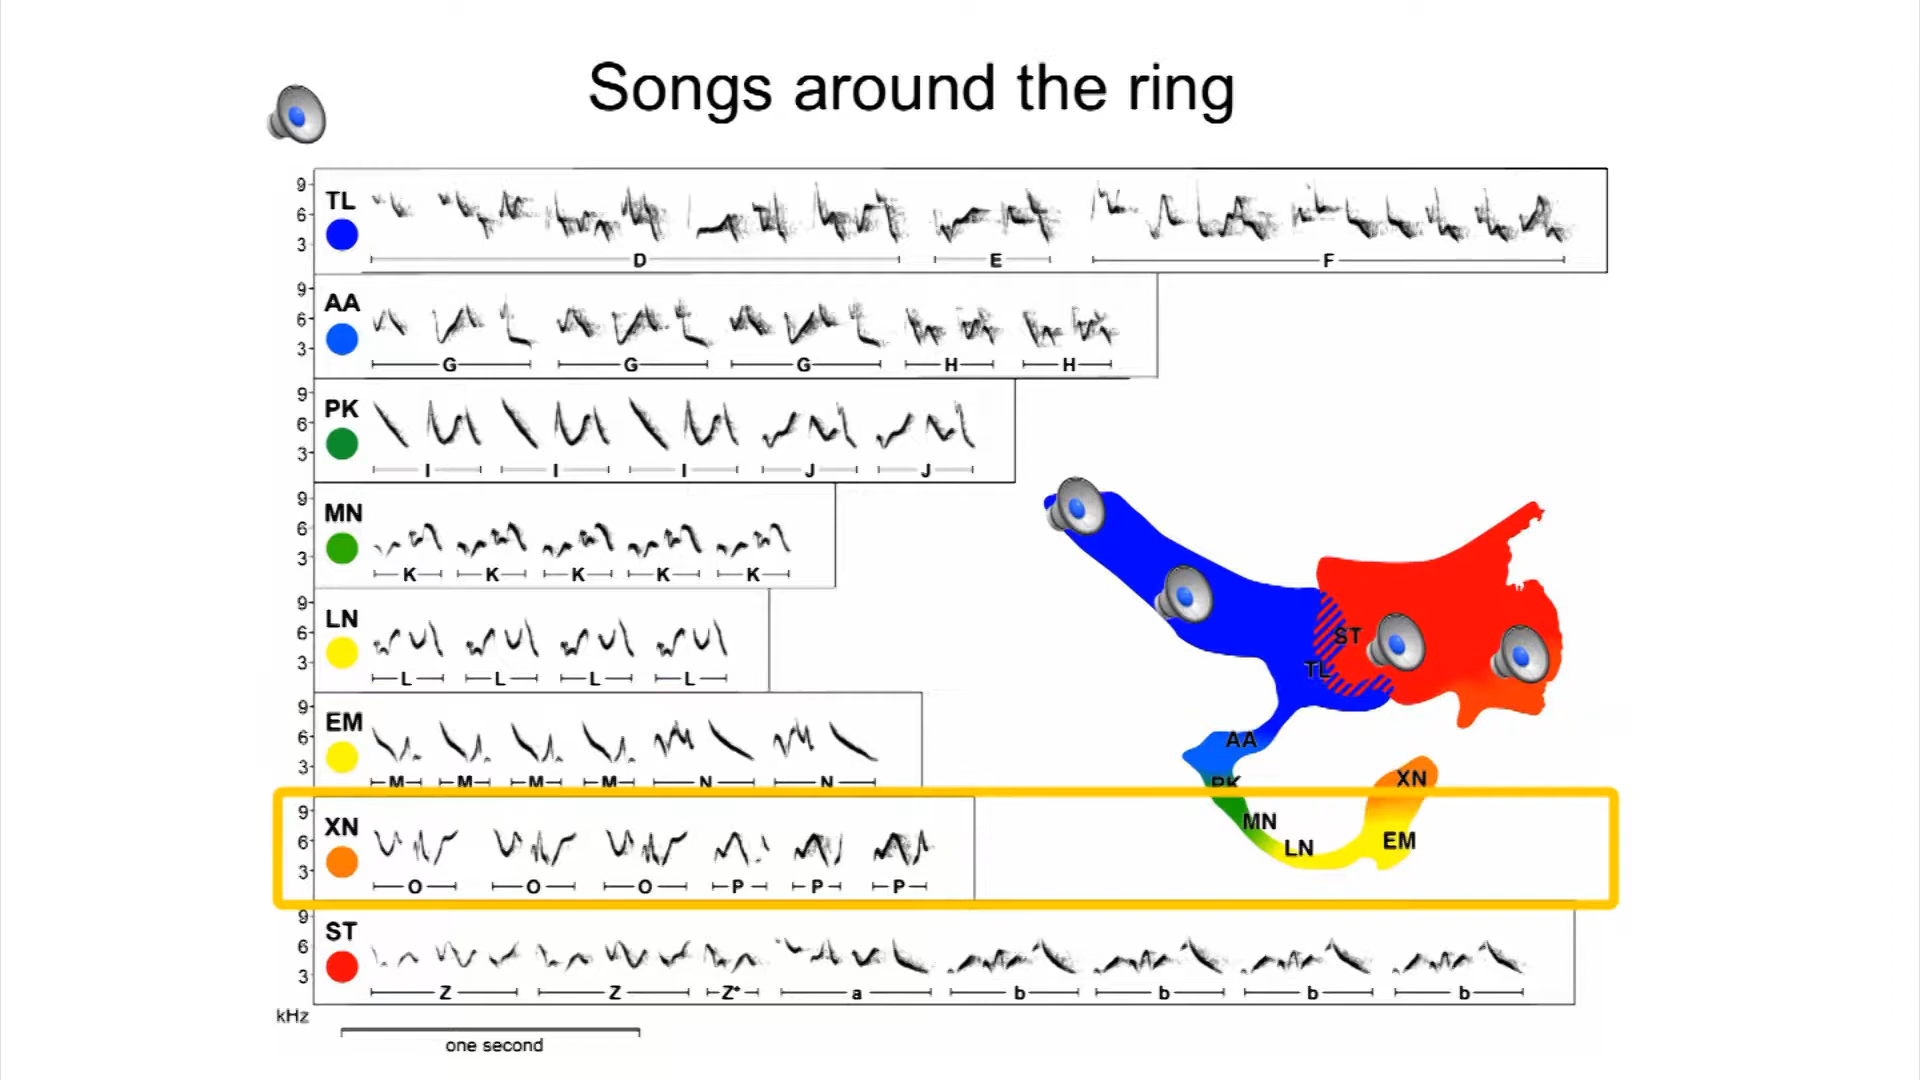 Songs around the ring
9
TL
6
3
D E F
9
AA
6
3
G G G H H
9
PK
6
3
I I I J J
9
MN
6
3
K K K K K
9
LN
6
3
L L L L
9
EM
6
3
M M M M N N
9
XN
6
3
O O O P P P
9
ST
6
3
Z Z Z* a b b b b
kHz
one second
ST
TL
AA
PK
XN
MN
LN
EM